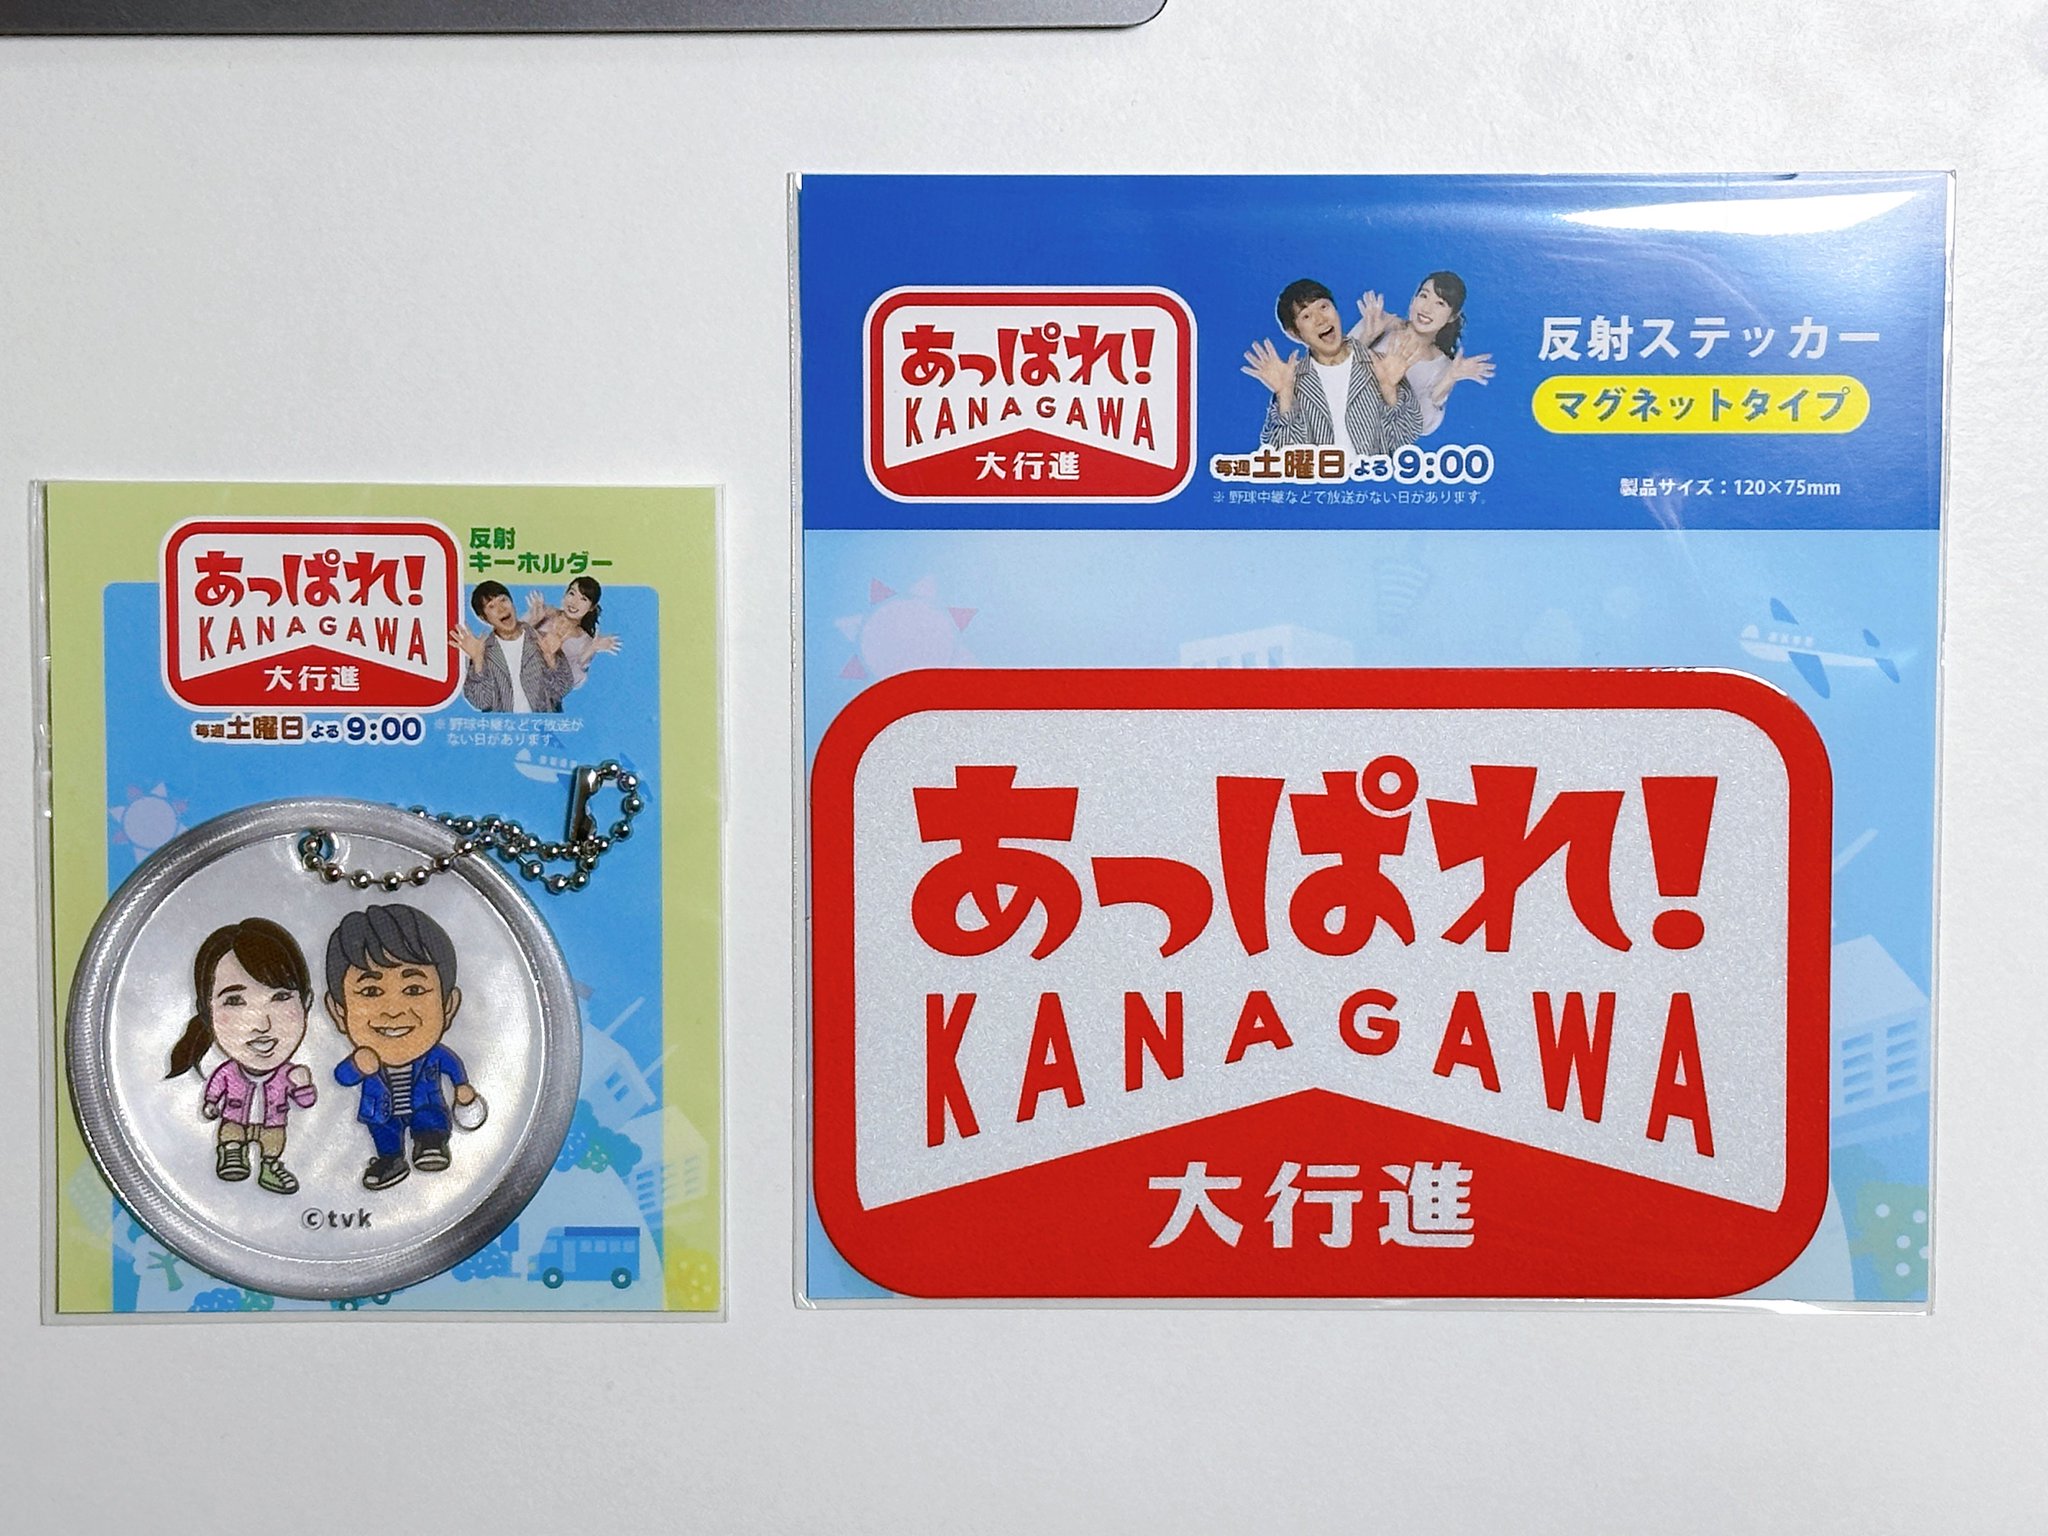 あっぱれ!
KANAGAWA
大行進
反射
キーホルダー
毎週土曜日よる9:00
※野球中継などで放送が
ない日があります。
©tvk
あっぱれ!
KANAGAWA
大行進
毎週土曜日よる9:00
※野球中継などで放送がない日があります。
反射ステッカー
マグネットタイプ
製品サイズ：120×75mm
あっぱれ!
KANAGAWA
大行進